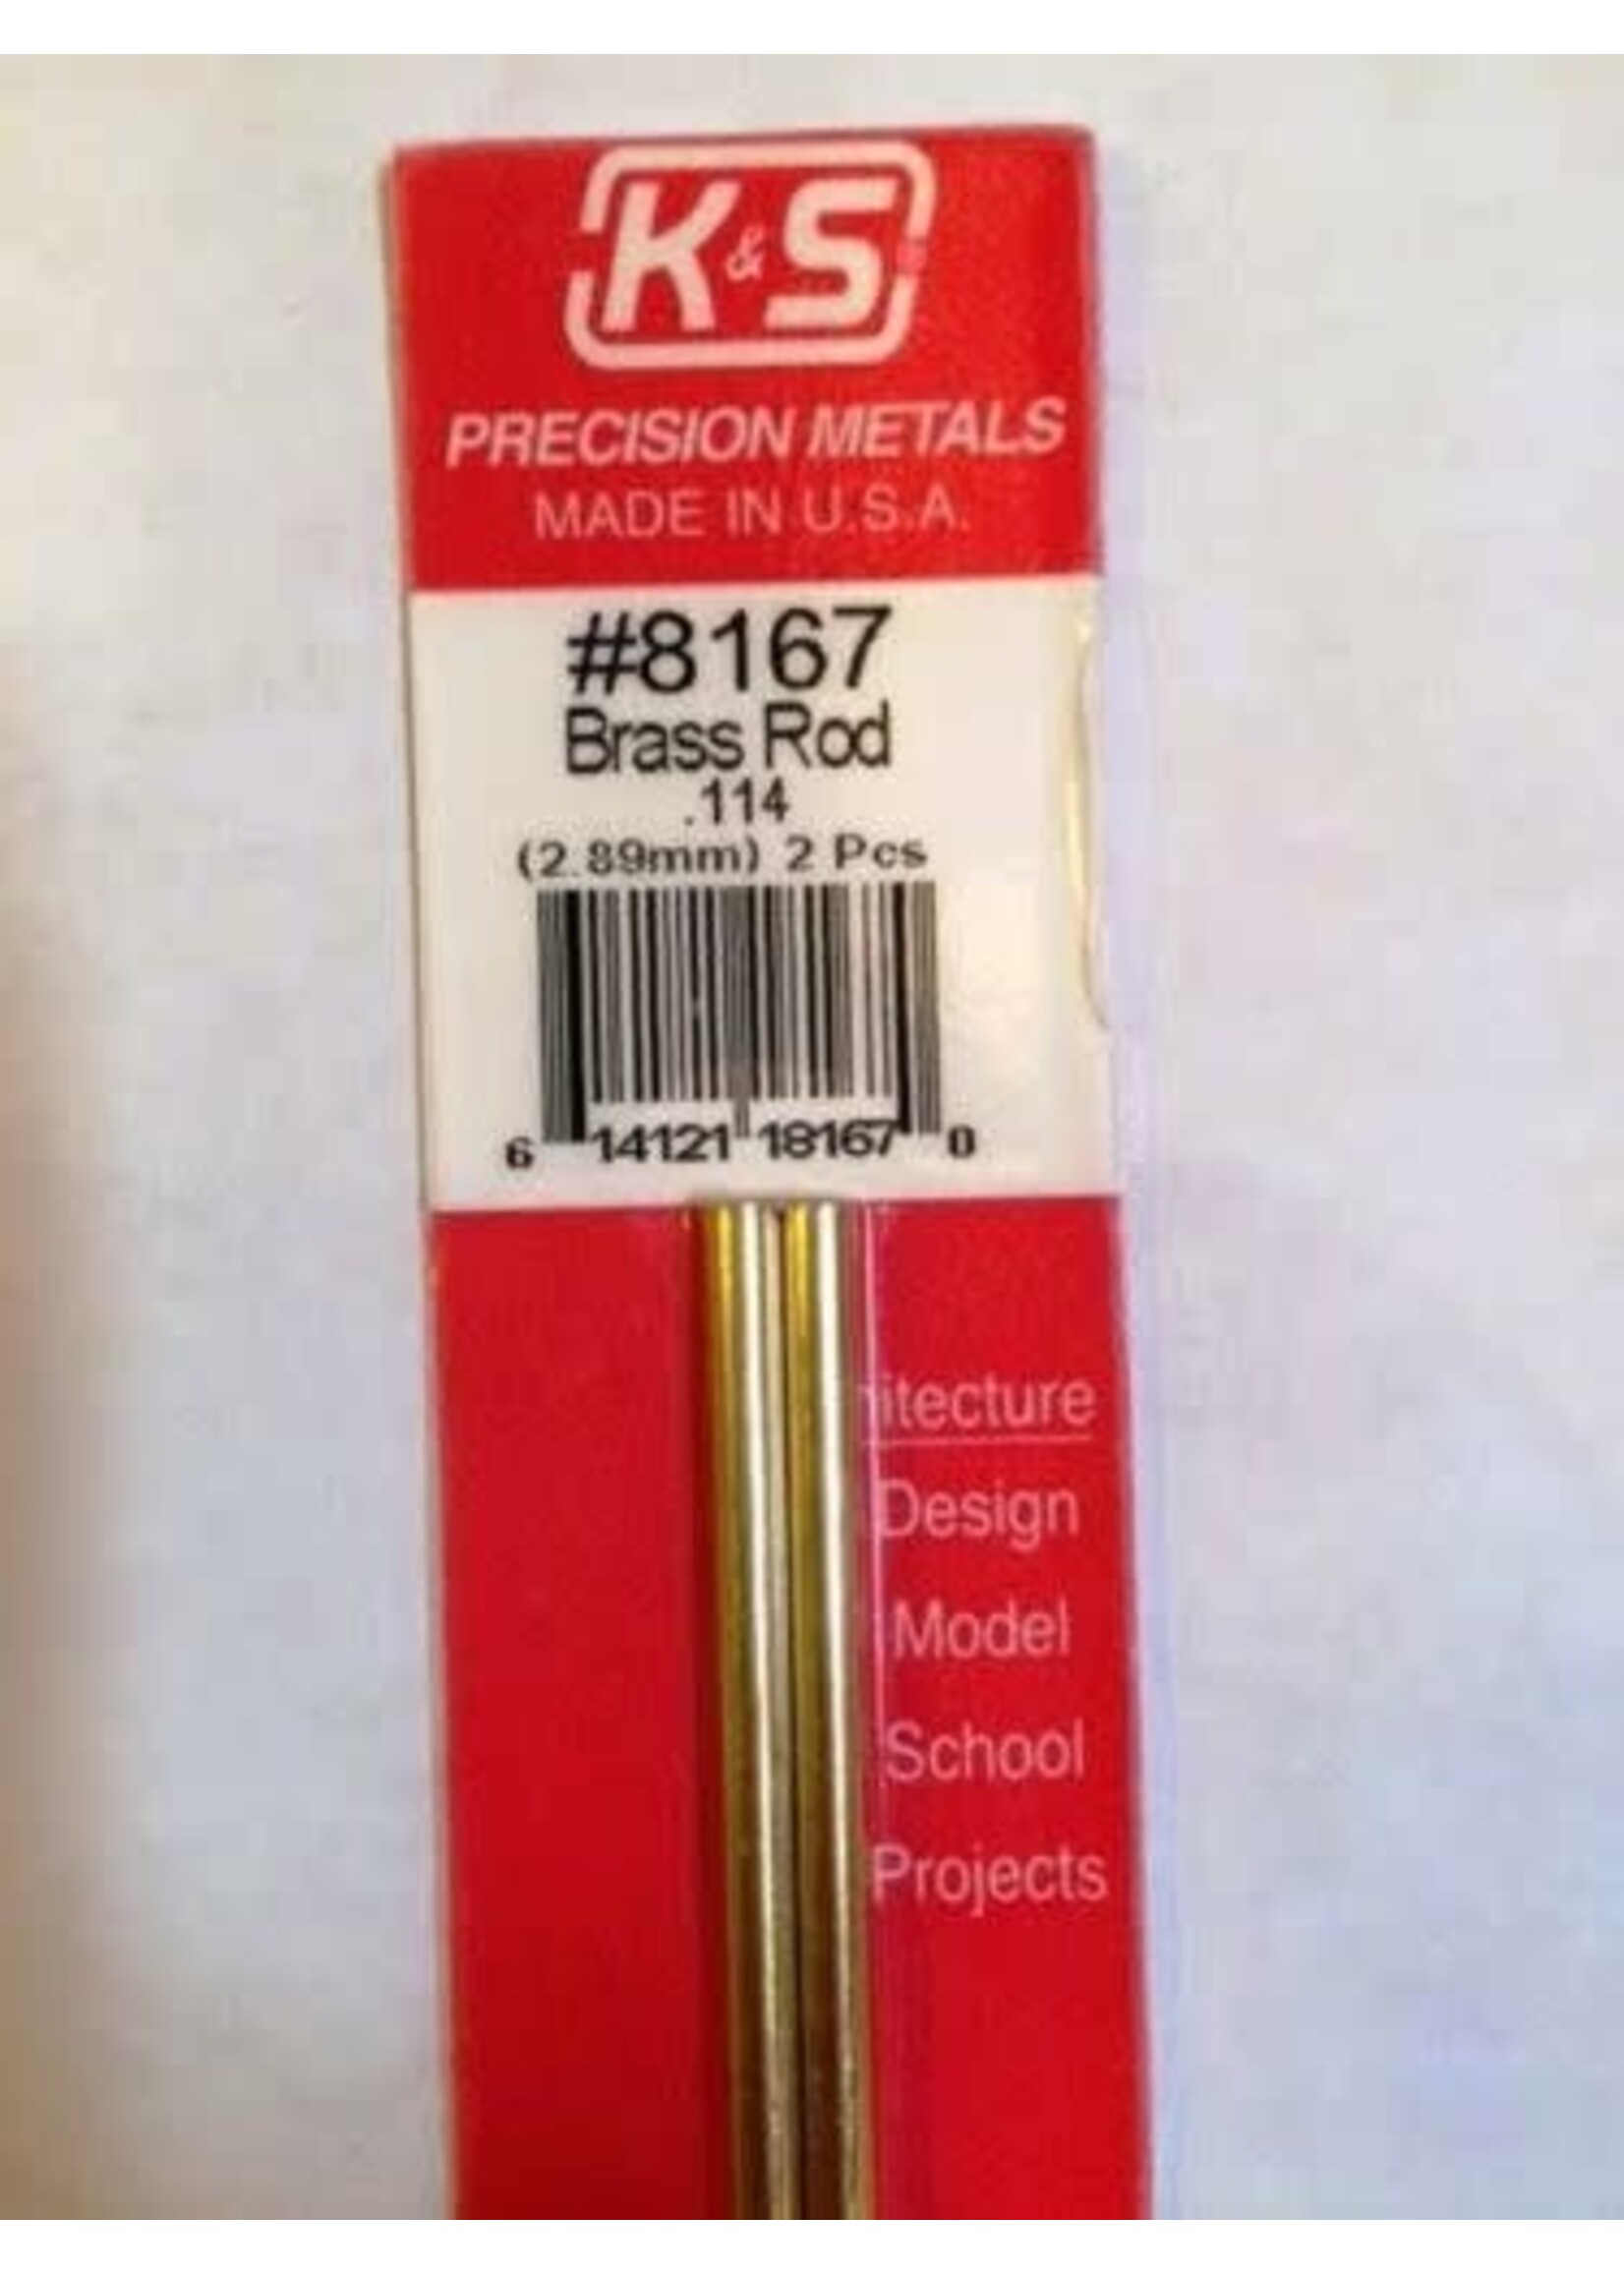 K&S
PRECISION METALS
MADE IN U.S.A.
#8167
Brass Rod
.114
(2.89mm) 2 Pcs
6 14121 18167 0
itecture
Design
Model
School
Projects